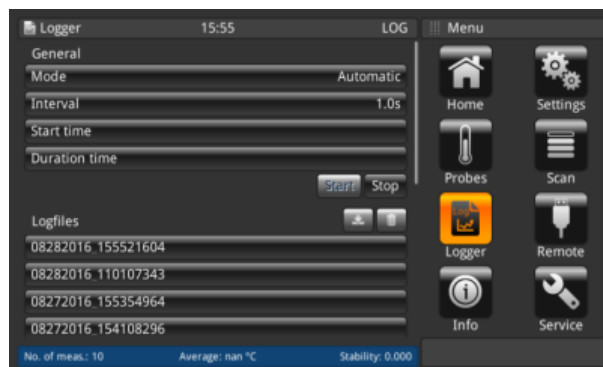 Logger 15:55 LOG
General
Mode Automatic
Interval 1.0s
Start time
Duration time
Start Stop
Logfiles
08282016_155521604
08282016_110107343
08272016_155354964
08272016_154108296
No. of meas.: 10 Average: nan °C Stability: 0.000
Menu
Home Settings
Probes Scan
Log
Logger Remote
Info Service